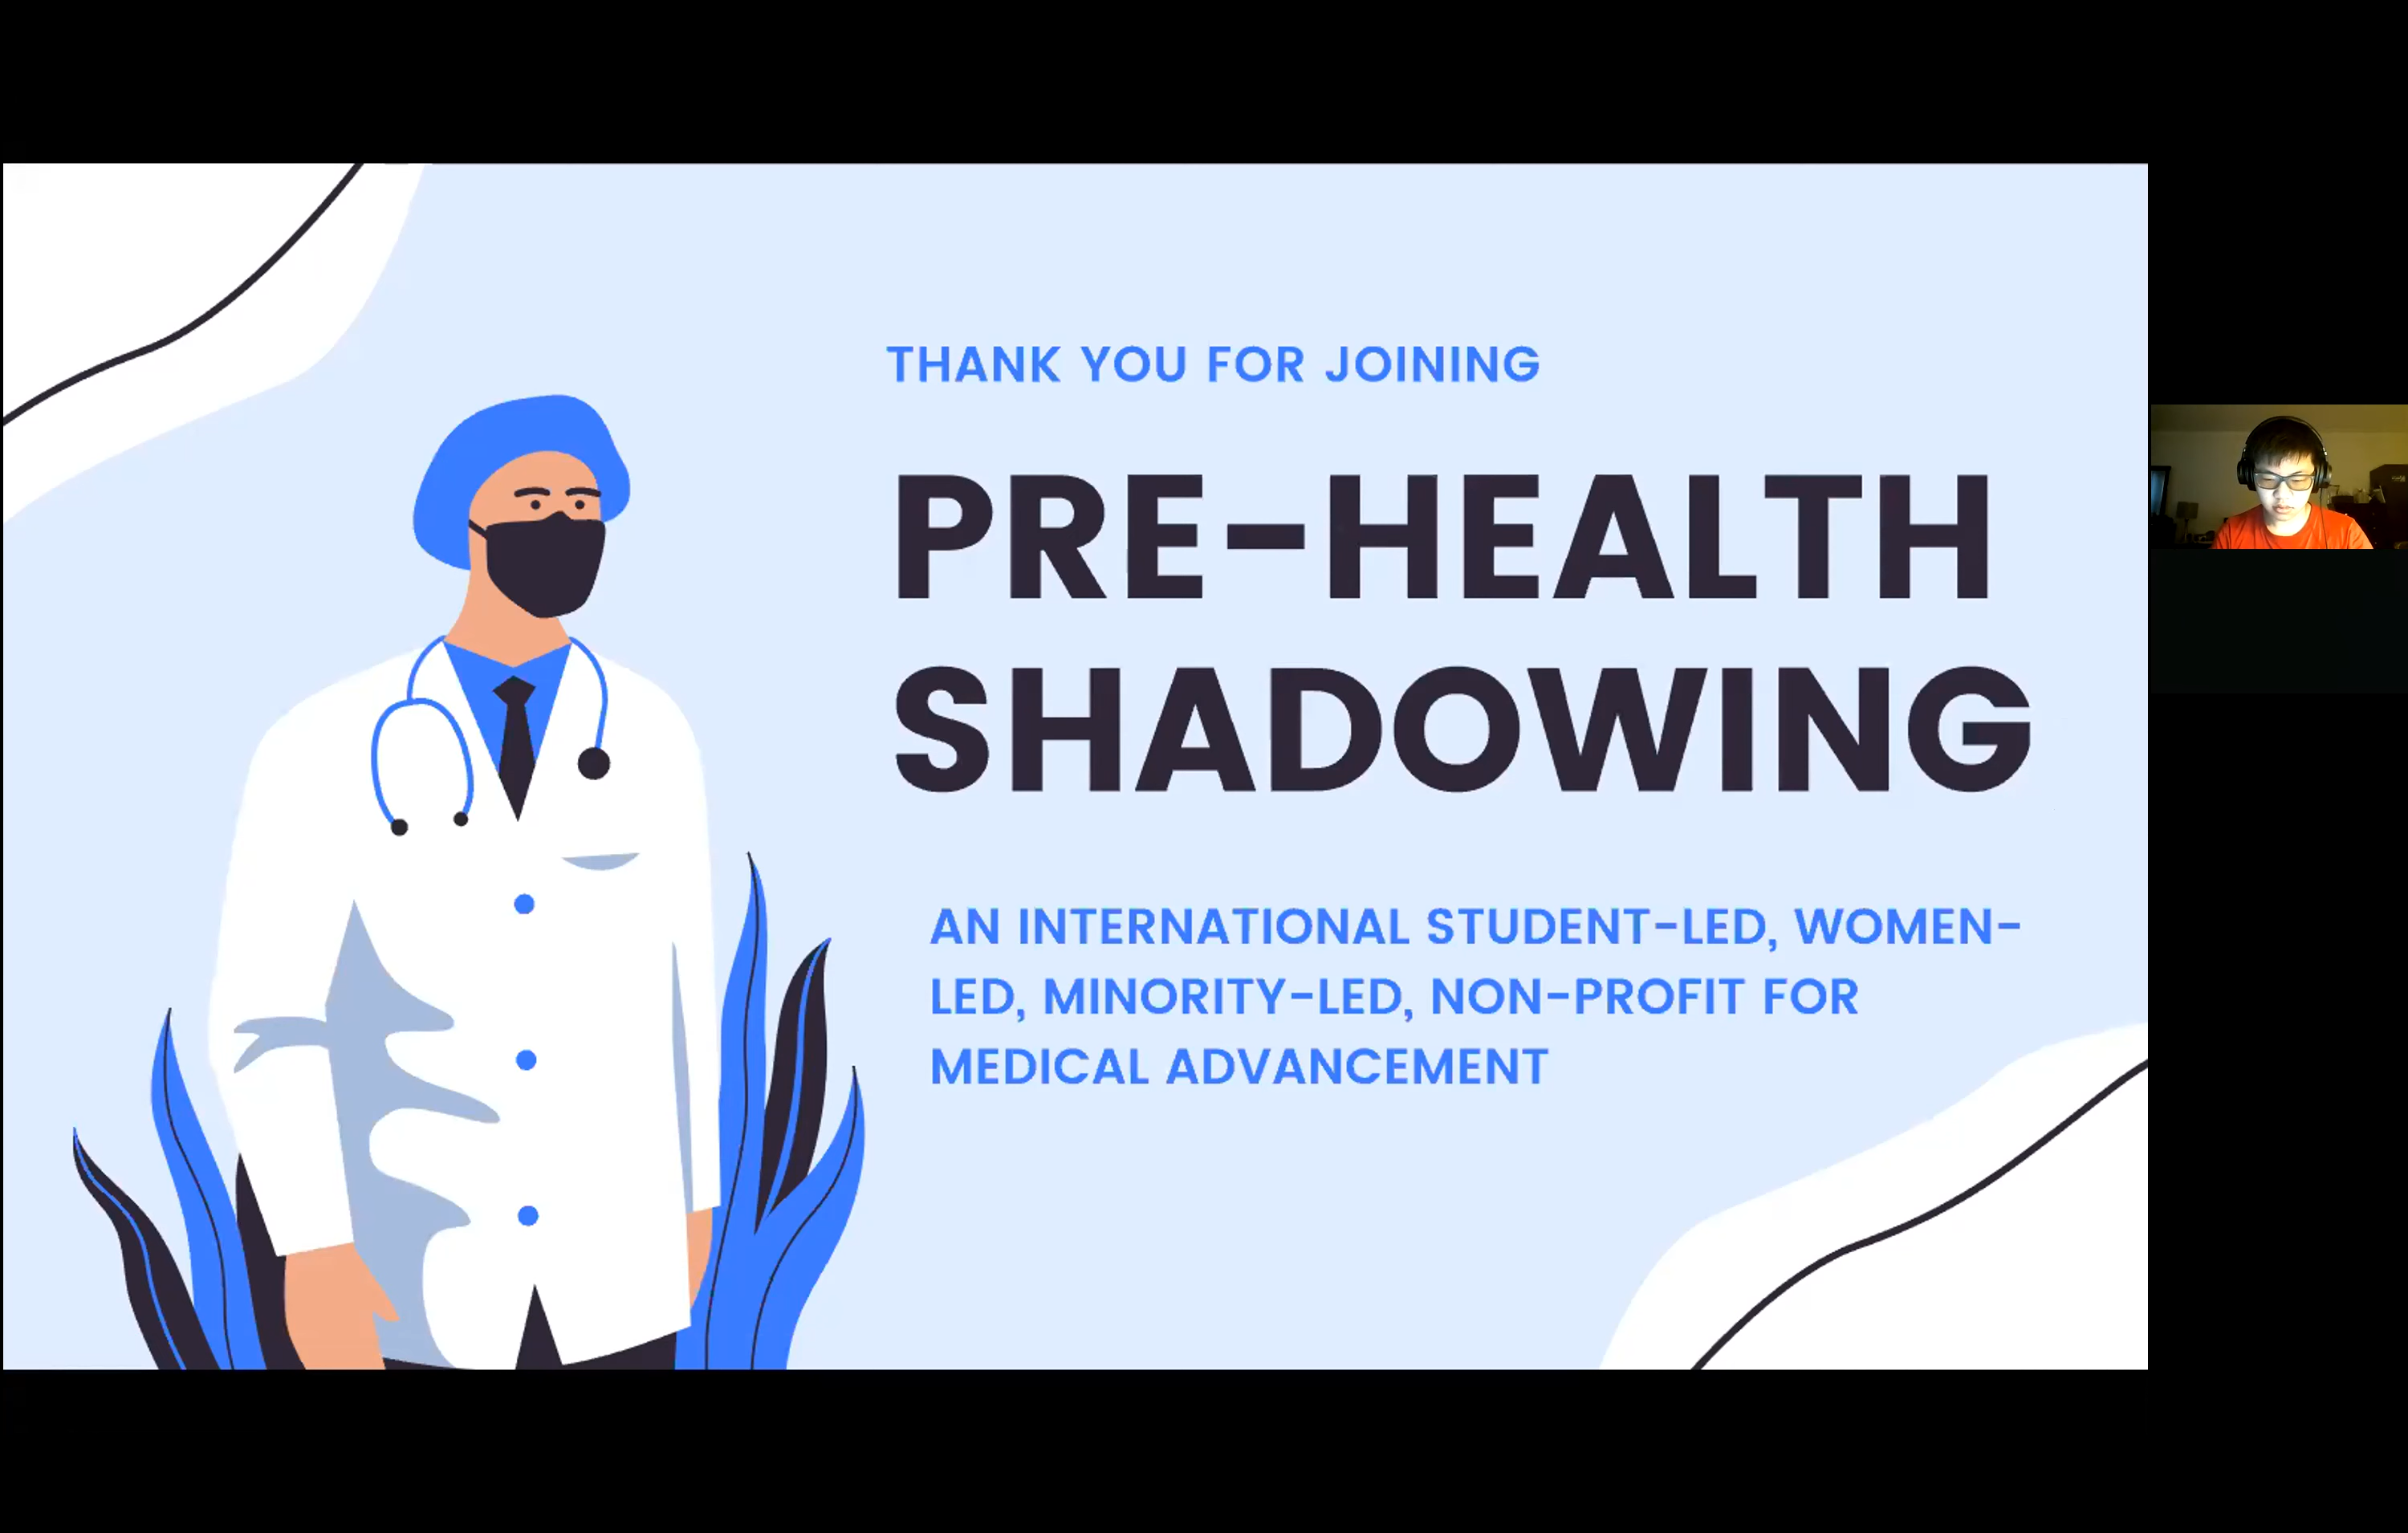 THANK YOU FOR JOINING
PRE-HEALTH
SHADOWING
AN INTERNATIONAL STUDENT-LED, WOMEN-
LED, MINORITY-LED, NON-PROFIT FOR
MEDICAL ADVANCEMENT